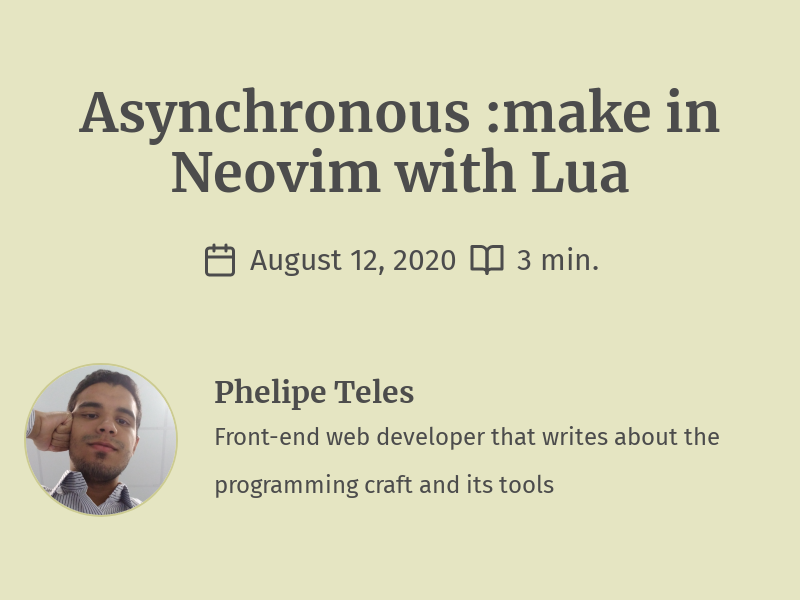 Asynchronous :make in
Neovim with Lua
August 12, 2020 3 min.
Phelipe Teles
Front-end web developer that writes about the
programming craft and its tools